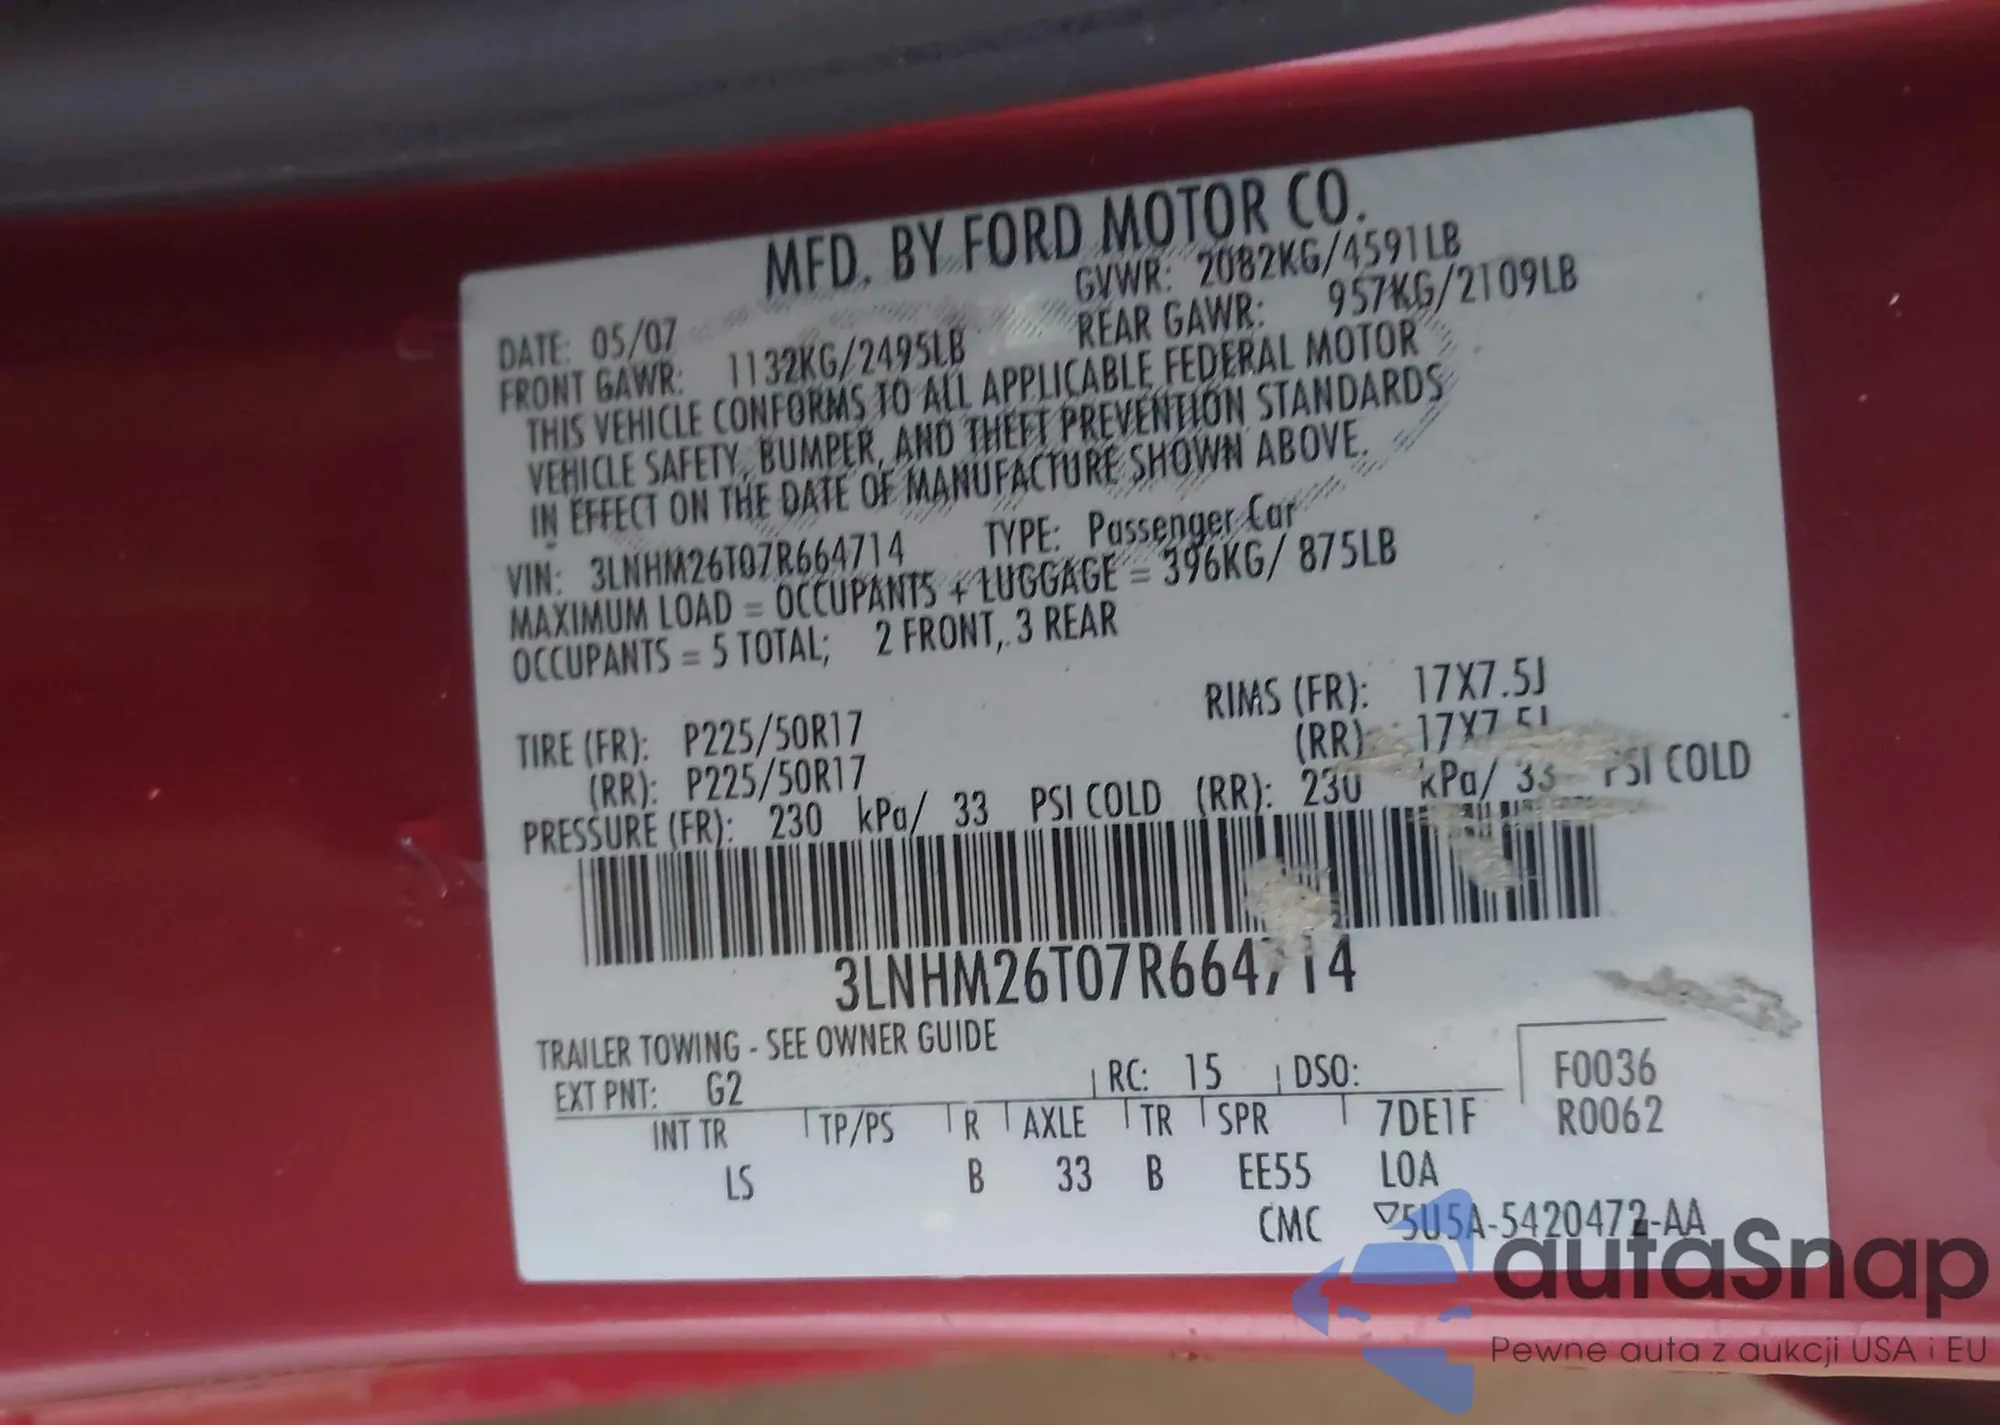 MFD. BY FORD MOTOR CO.
DATE: 05/07 GVWR: 2082KG/4591LB
FRONT GAWR: 1132KG/2495LB REAR GAWR: 957KG/2109LB
THIS VEHICLE CONFORMS TO ALL APPLICABLE FEDERAL MOTOR
VEHICLE SAFETY, BUMPER, AND THEFT PREVENTION STANDARDS
IN EFFECT ON THE DATE OF MANUFACTURE SHOWN ABOVE.
VIN: 3LNHM26T07R664714 TYPE: Passenger Car
MAXIMUM LOAD = OCCUPANTS + LUGGAGE = 396KG/ 875LB
OCCUPANTS = 5 TOTAL; 2 FRONT, 3 REAR
TIRE (FR): P225/50R17 RIMS (FR): 17X7.5J
(RR): P225/50R17 (RR) 17X7.5J
PRESSURE (FR): 230 kPa/ 33 PSI COLD (RR): 230 kPa/ 33 PSI COLD
3LNHM26T07R664714
TRAILER TOWING - SEE OWNER GUIDE
EXT PNT: G2 RC: 15 DSO: F0036
INT TR TP/PS R AXLE TR SPR 7DE1F R0062
LS B 33 B EE55 LOA
CMC ▽5U5A-5420472-AA
autaSnap
Pewne auta z aukcji USA i EU